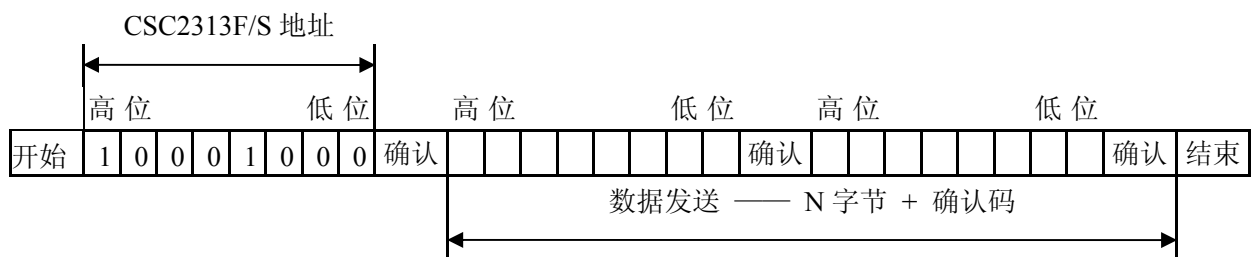 CSC2313F/S 地址
高 位 低 位 高 位 低 位 高 位 低 位
开始 1 0 0 0 1 0 0 0 确认 确认 确认 结束
数据发送 —— N 字节 + 确认码